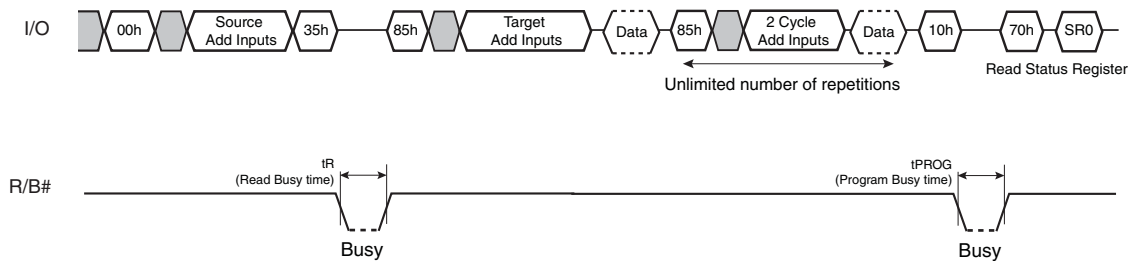 I/O
00h
Source
Add Inputs
35h
85h
Target
Add Inputs
Data
85h
2 Cycle
Add Inputs
Data
10h
70h
SR0
Unlimited number of repetitions
Read Status Register
R/B#
tR
(Read Busy time)
Busy
tPROG
(Program Busy time)
Busy